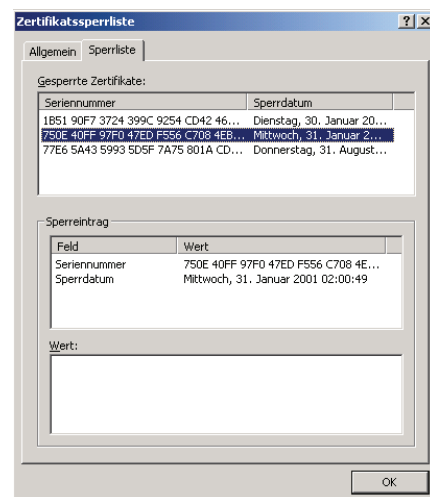 Zertifikatssperrliste
Allgemein Sperrliste
Gesperrte Zertifikate:
Seriennummer Sperrdatum
1B51 90F7 3724 399C 9254 CD42 46... Dienstag, 30. Januar 20...
750E 40FF 97F0 47ED F556 C708 4EB... Mittwoch, 31. Januar 2...
77E6 5A43 5993 5D5F 7A75 801A CD... Donnerstag, 31. August...
Sperreintrag
Feld Wert
Seriennummer 750E 40FF 97F0 47ED F556 C708 4E...
Sperrdatum Mittwoch, 31. Januar 2001 02:00:49
Wert:
OK